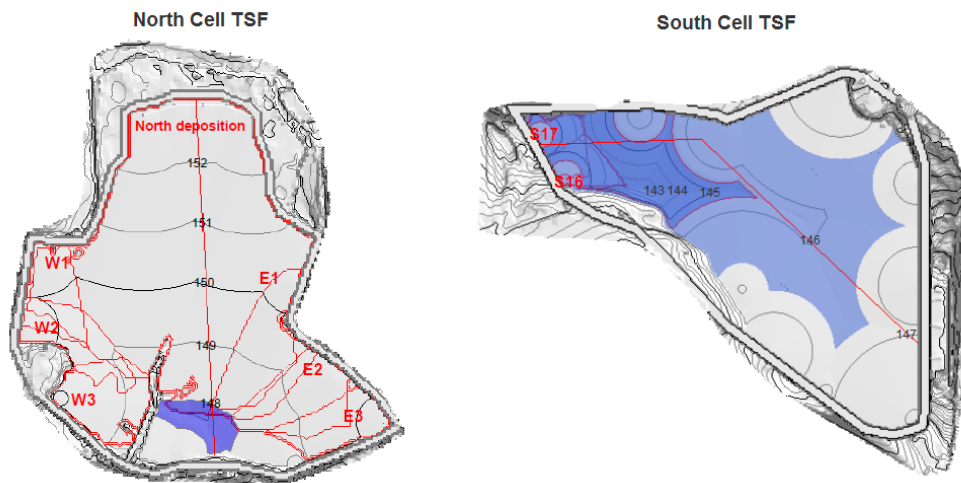 North Cell TSF
South Cell TSF
North deposition
152
151
W1
E1
150
W2
149
E2
W3
148
E3
S17
S16
143 144 145
146
147